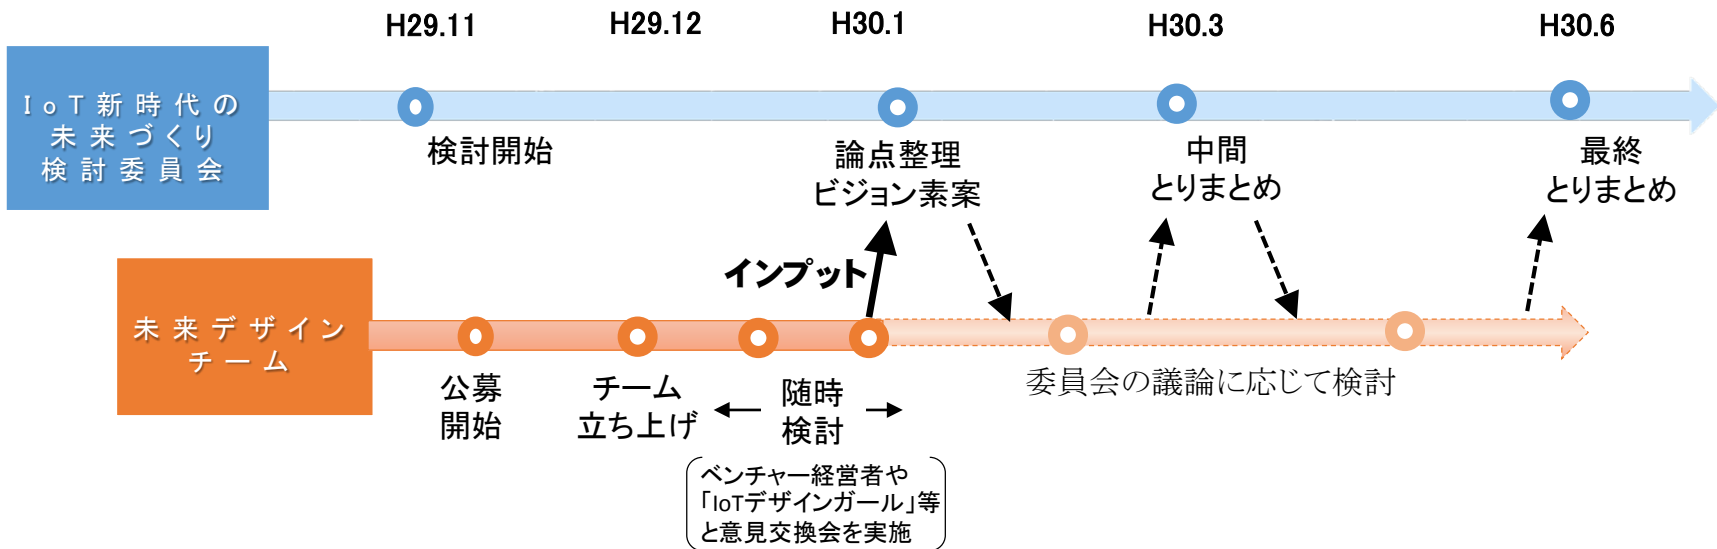 H29.11
H29.12
H30.1
H30.3
H30.6
IoT新時代の
未来づくり
検討委員会
検討開始
論点整理
ビジョン素案
中間
とりまとめ
最終
とりまとめ
インプット
未来デザイン
チーム
公募
開始
チーム
立ち上げ
随時
検討
委員会の議論に応じて検討
ベンチャー経営者や
「IoTデザインガール」等
と意見交換会を実施